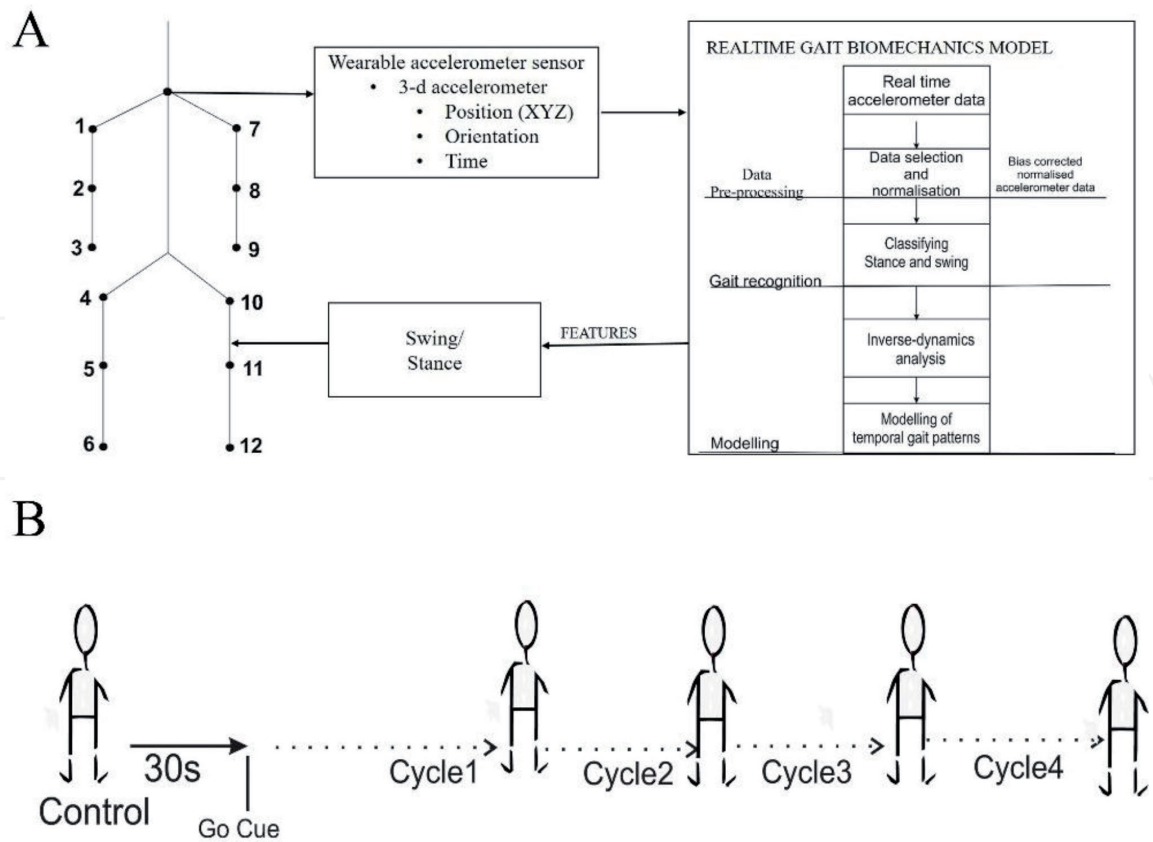 A
1
2
3
4
5
6
7
8
9
10
11
12
Wearable accelerometer sensor
• 3-d accelerometer
• Position (XYZ)
• Orientation
• Time
REALTIME GAIT BIOMECHANICS MODEL
Real time
accelerometer data
Data selection
and
normalisation
Data
Pre-processing
Bias corrected
normalised
accelerometer data
Classifying
Stance and swing
Gait recognition
Inverse-dynamics
analysis
Modelling of
temporal gait patterns
Modelling
FEATURES
Swing/
Stance
B
30s
Control
Go Cue
Cycle1
Cycle2
Cycle3
Cycle4